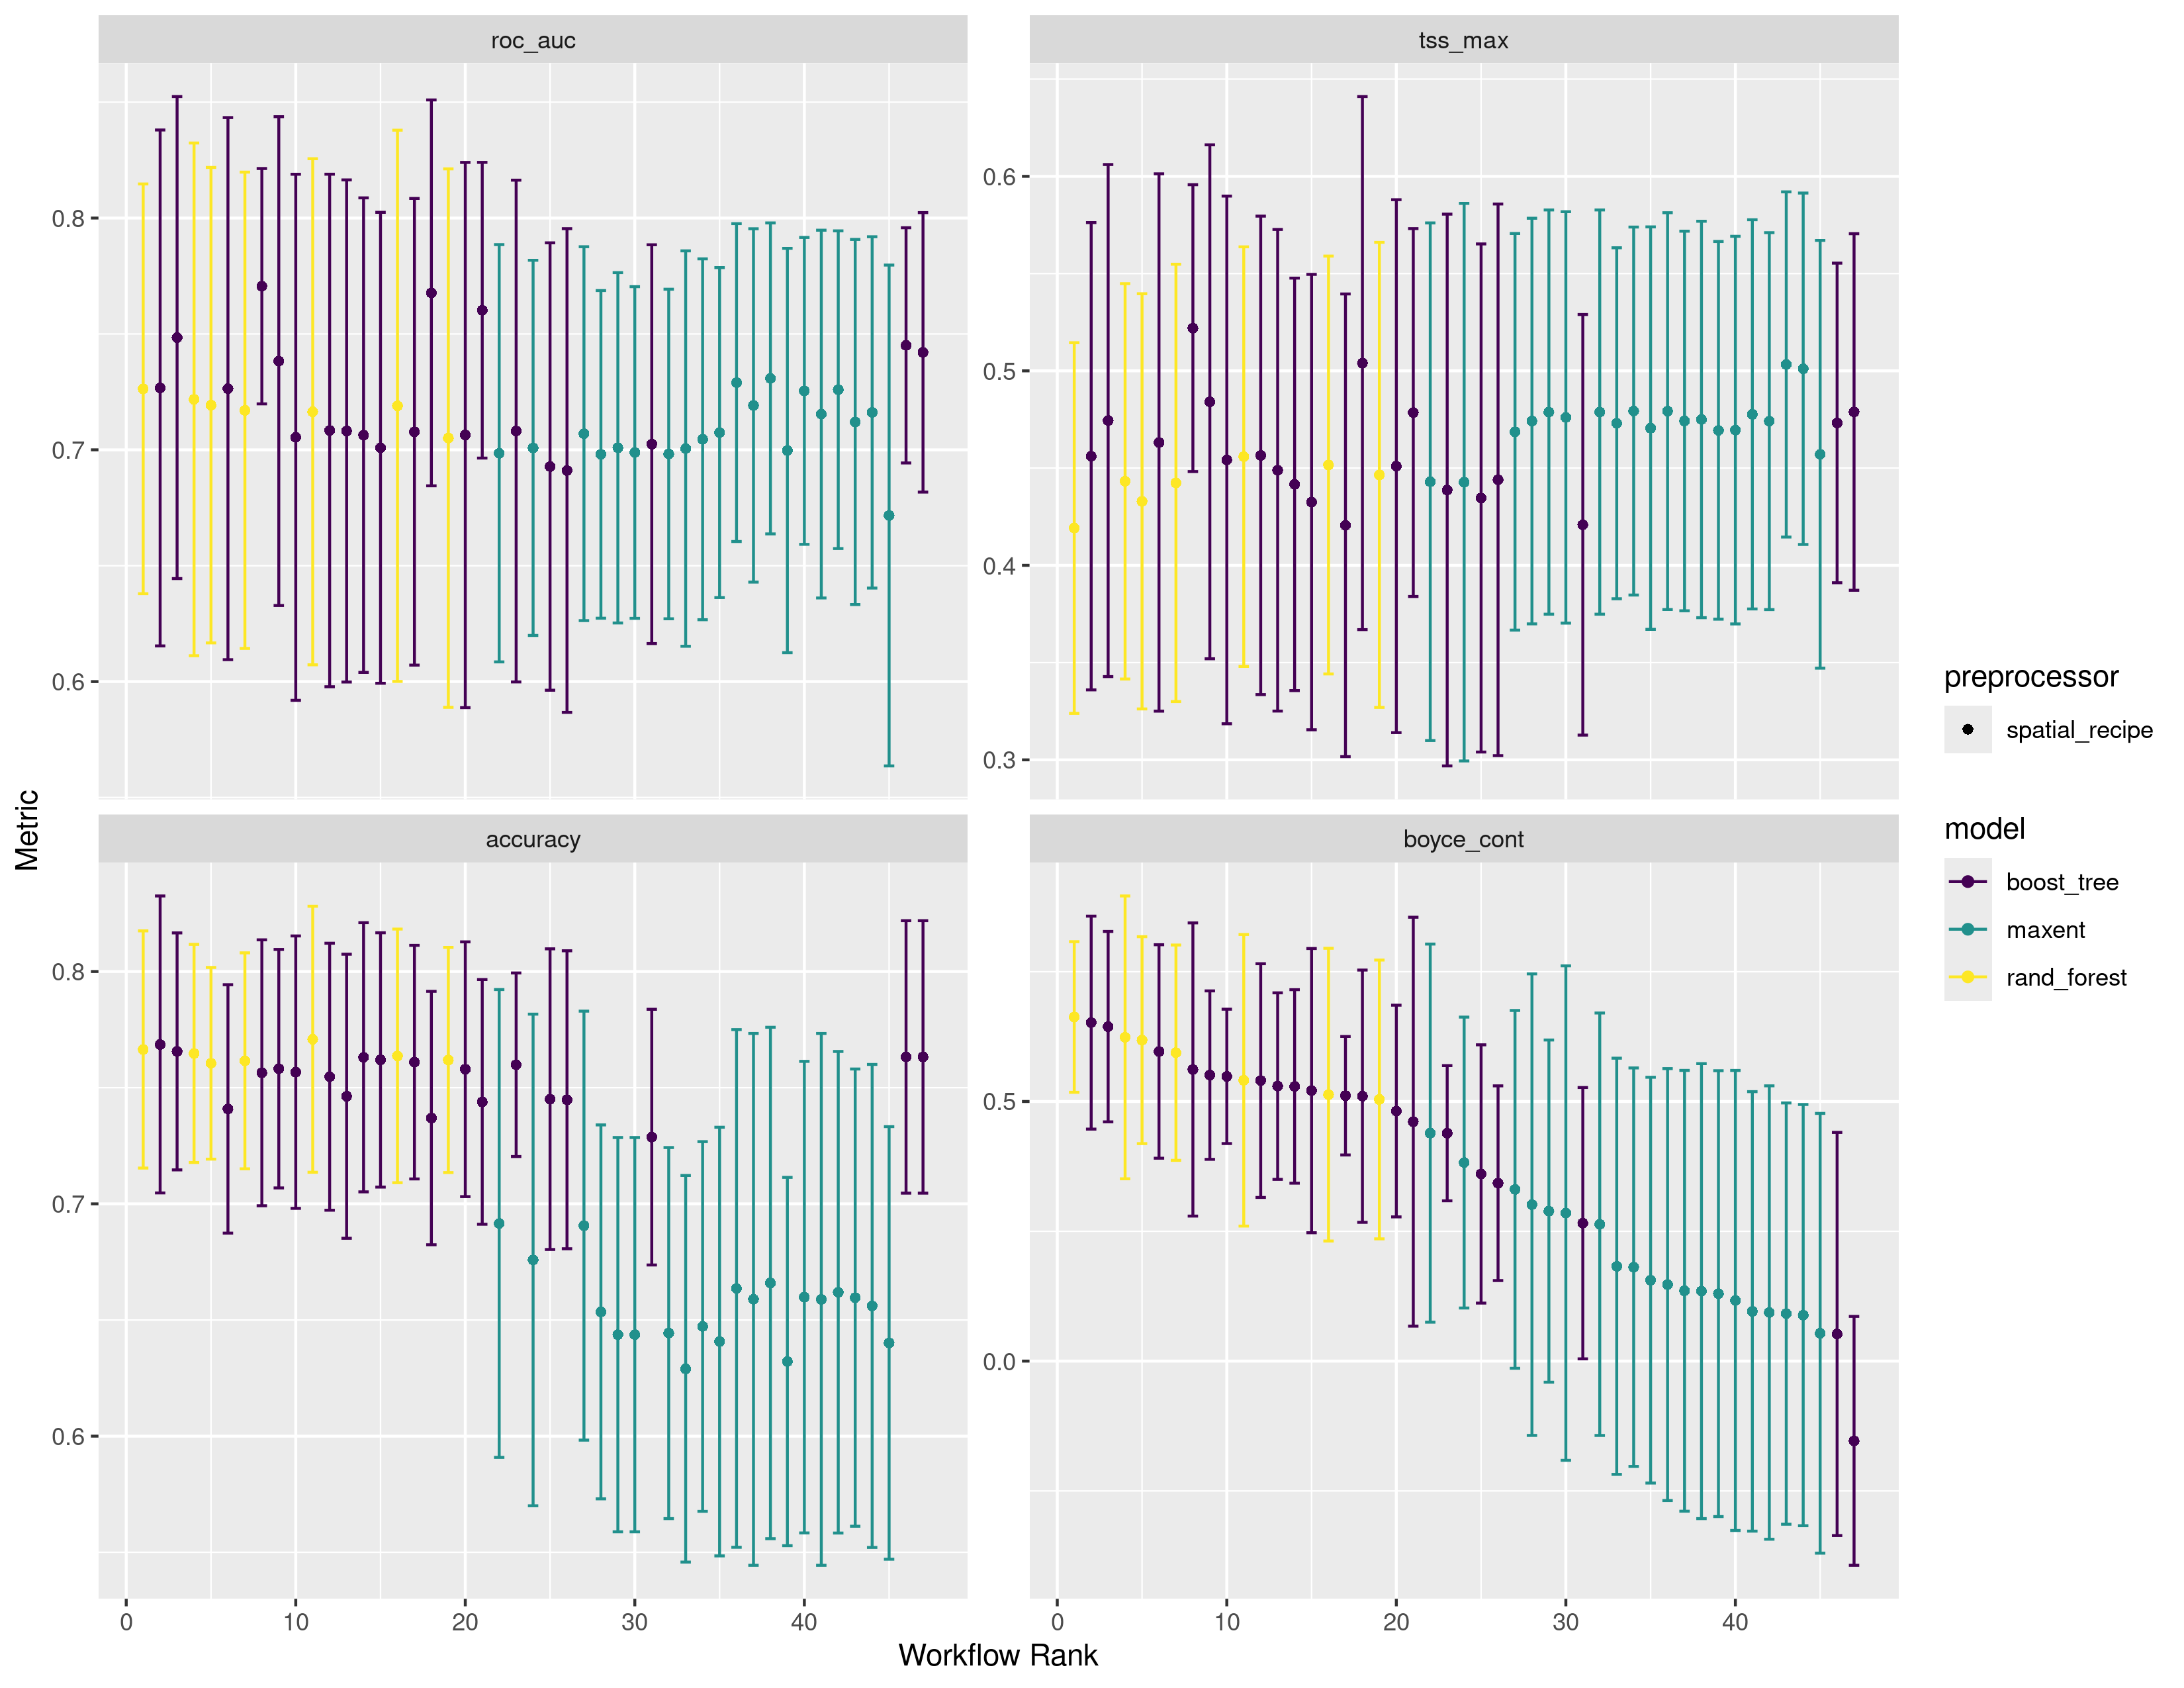 roc_auc
tss_max
0.8
0.7
0.6
0.6
0.5
0.4
0.3
Metric
accuracy
boyce_cont
0.8
0.7
0.6
0.5
0.0
0 10 20 30 40
0 10 20 30 40
Workflow Rank
preprocessor
spatial_recipe
model
boost_tree
maxent
rand_forest